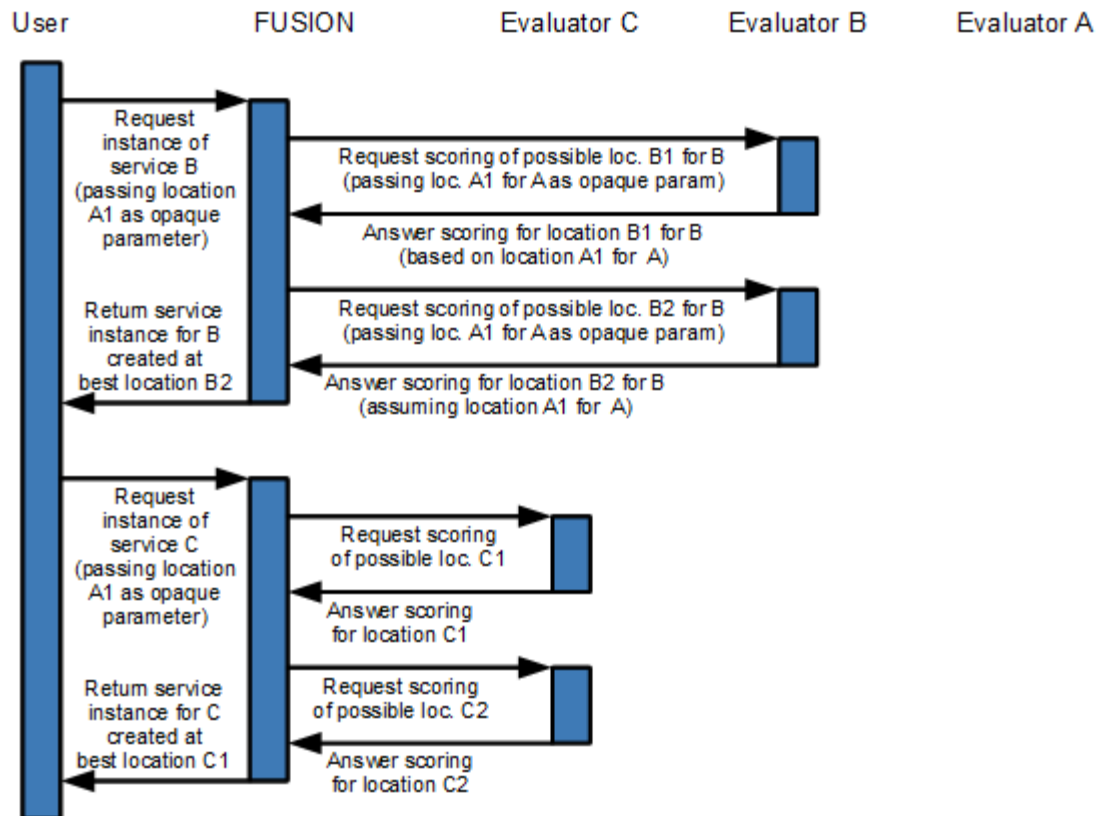 User
FUSION
Evaluator C
Evaluator B
Evaluator A
Request
instance of
service B
(passing location
A1 as opaque
parameter)
Request scoring of possible loc. B1 for B
(passing loc. A1 for A as opaque param)
Answer scoring for location B1 for B
(based on location A1 for A)
Request scoring of possible loc. B2 for B
(passing loc. A1 for A as opaque param)
Answer scoring for location B2 for B
(assuming location A1 for A)
Return service
instance for B
created at
best location B2
Request
instance of
service C
(passing location
A1 as opaque
parameter)
Request scoring
of possible loc. C1
Answer scoring
for location C1
Request scoring
of possible loc. C2
Answer scoring
for location C2
Return service
instance for C
created at
best location C1